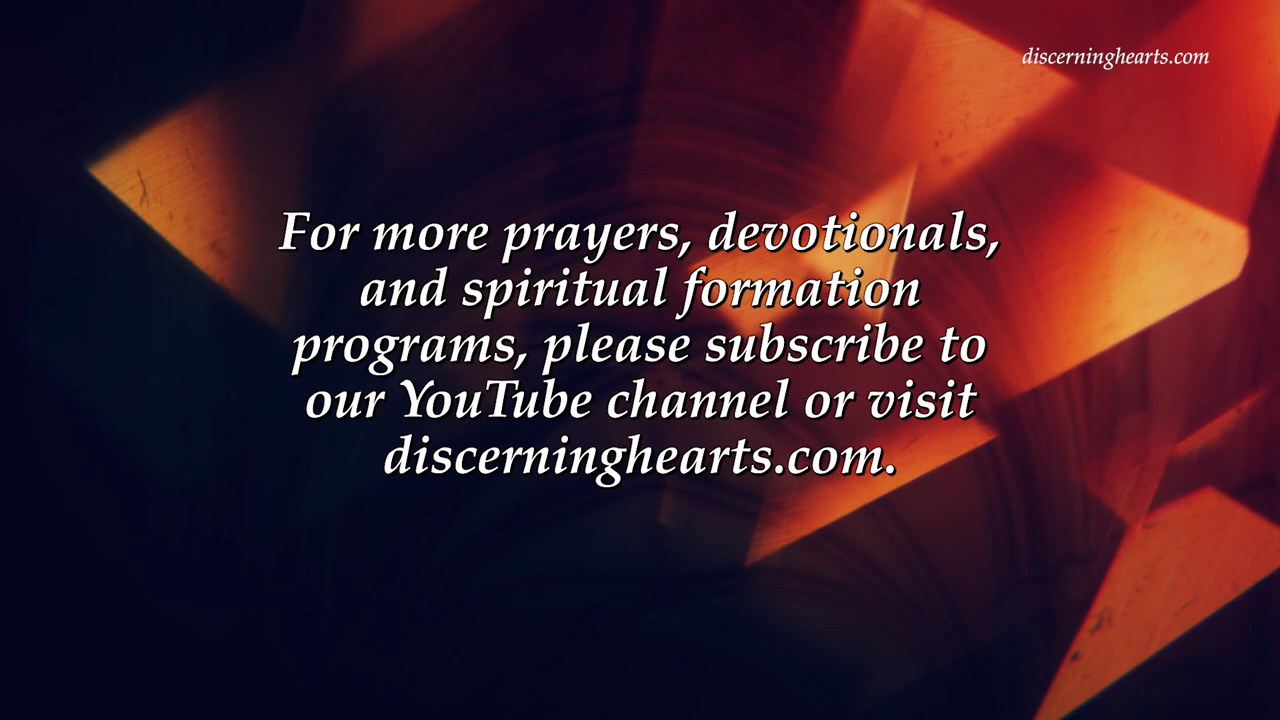 discerninghearts.com
For more prayers, devotionals,
and spiritual formation
programs, please subscribe to
our YouTube channel or visit
discerninghearts.com.